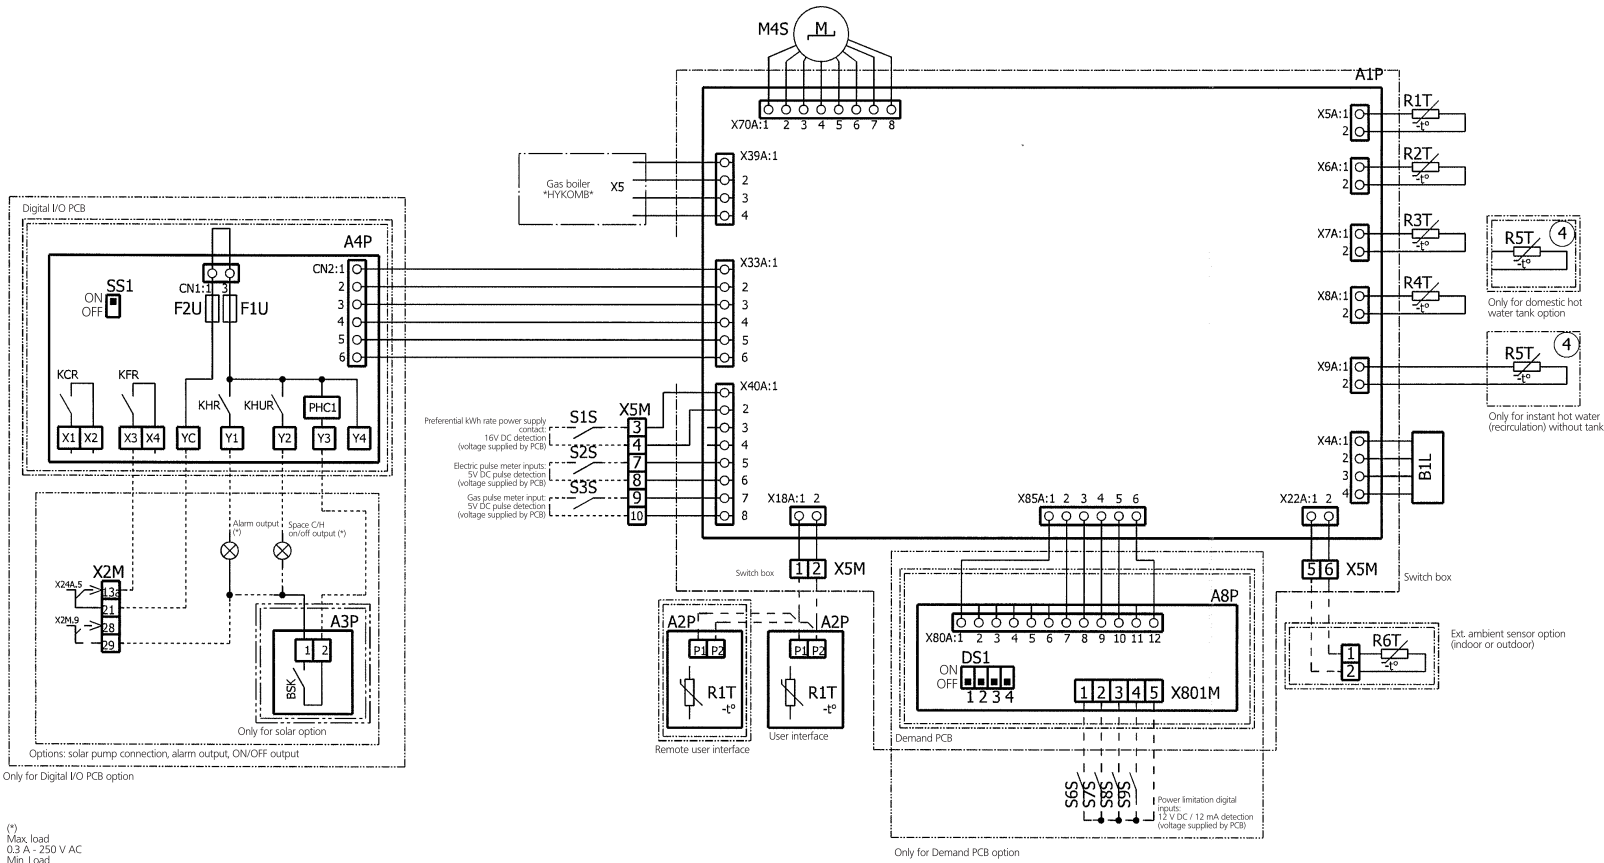 M4S
M
A1P
X70A:1 2 3 4 5 6 7 8
X39A:1
2
3
4
Gas boiler
*HYKOMB*
X5
X33A:1
2
3
4
5
6
X40A:1
2
3
4
5
6
7
8
X5A:1
2
R1T
-t°
X6A:1
2
R2T
-t°
X7A:1
2
R3T
-t°
X8A:1
2
R4T
-t°
X9A:1
2
R5T
-t°
4
Only for domestic hot
water tank option
R5T
-t°
4
Only for instant hot water
(recirculation) without tank
X4A:1
2
3
4
B1L
Digital I/O PCB
A4P
SS1
ON
OFF
CN1:1 3
F2U
F1U
CN2:1
2
3
4
5
6
KCR
KFR
KHR
KHUR
PHC1
X1 X2 X3 X4 YC Y1 Y2 Y3 Y4
Alarm output
(*)
Space C/H
on/off output (*)
X24A.5
X2M.9
X2M
13a
21
28
29
A3P
1 2
BSK
Only for solar option
Options: solar pump connection, alarm output, ON/OFF output
Only for Digital I/O PCB option
Preferential kWh rate power supply
contact:
16V DC detection
(voltage supplied by PCB)
S1S
Electric pulse meter inputs:
5V DC pulse detection
(voltage supplied by PCB)
S2S
Gas pulse meter input:
5V DC pulse detection
(voltage supplied by PCB)
S3S
X5M
3
4
7
8
9
10
X18A:1 2
X85A:1 2 3 4 5 6
X22A:1 2
Switch box
1 2 X5M
5 6 X5M
Switch box
A2P
P1 P2
R1T
-t°
Remote user interface
A2P
P1 P2
R1T
-t°
User interface
A8P
X80A:1 2 3 4 5 6 7 8 9 10 11 12
DS1
ON
OFF
1 2 3 4
1 2 3 4 5 X801M
Demand PCB
S6S
S7S
S8S
S9S
Power limitation digital
inputs:
12 V DC / 12 mA detection
(voltage supplied by PCB)
Only for Demand PCB option
1
2
R6T
-t°
Ext. ambient sensor option
(indoor or outdoor)
(*)
Max. load
0.3 A - 250 V AC
Min. Load